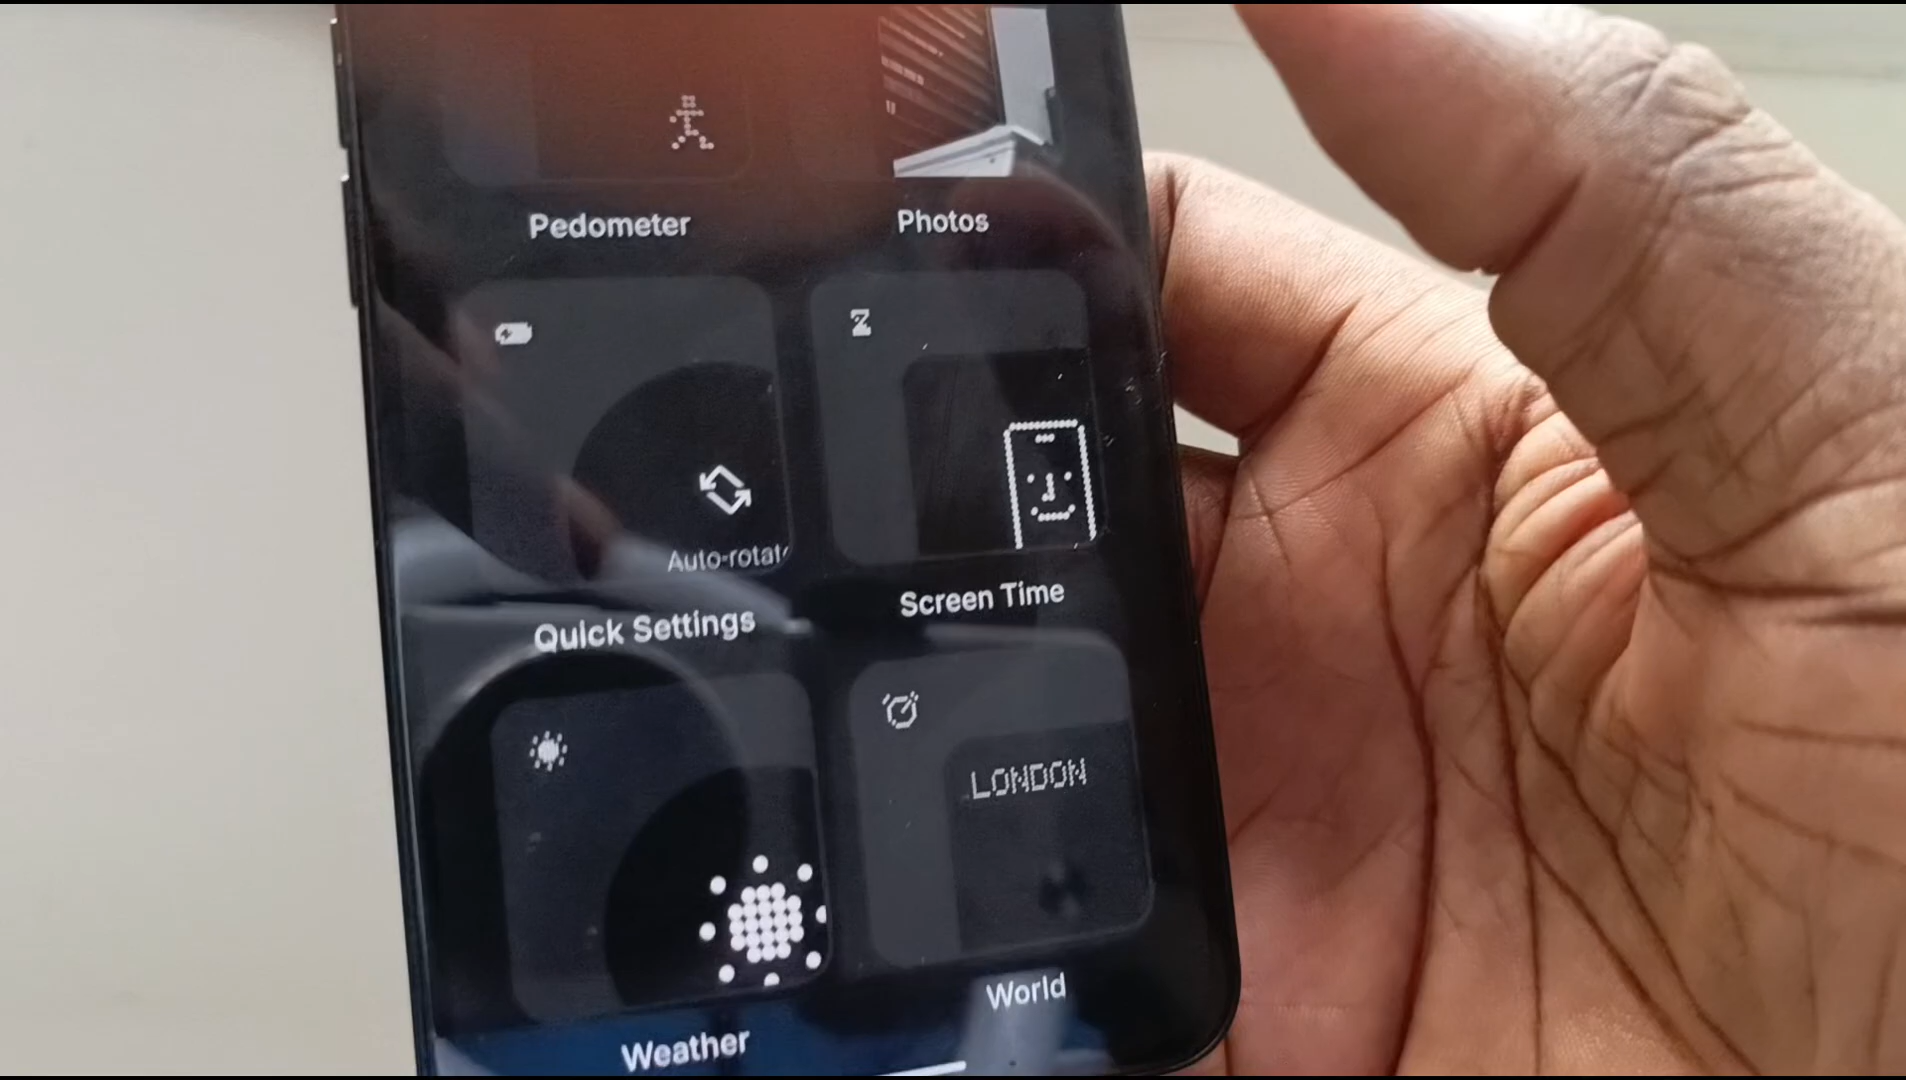 Pedometer
Photos
Auto-rotat
Quick Settings
Screen Time
LONDON
Weather
World